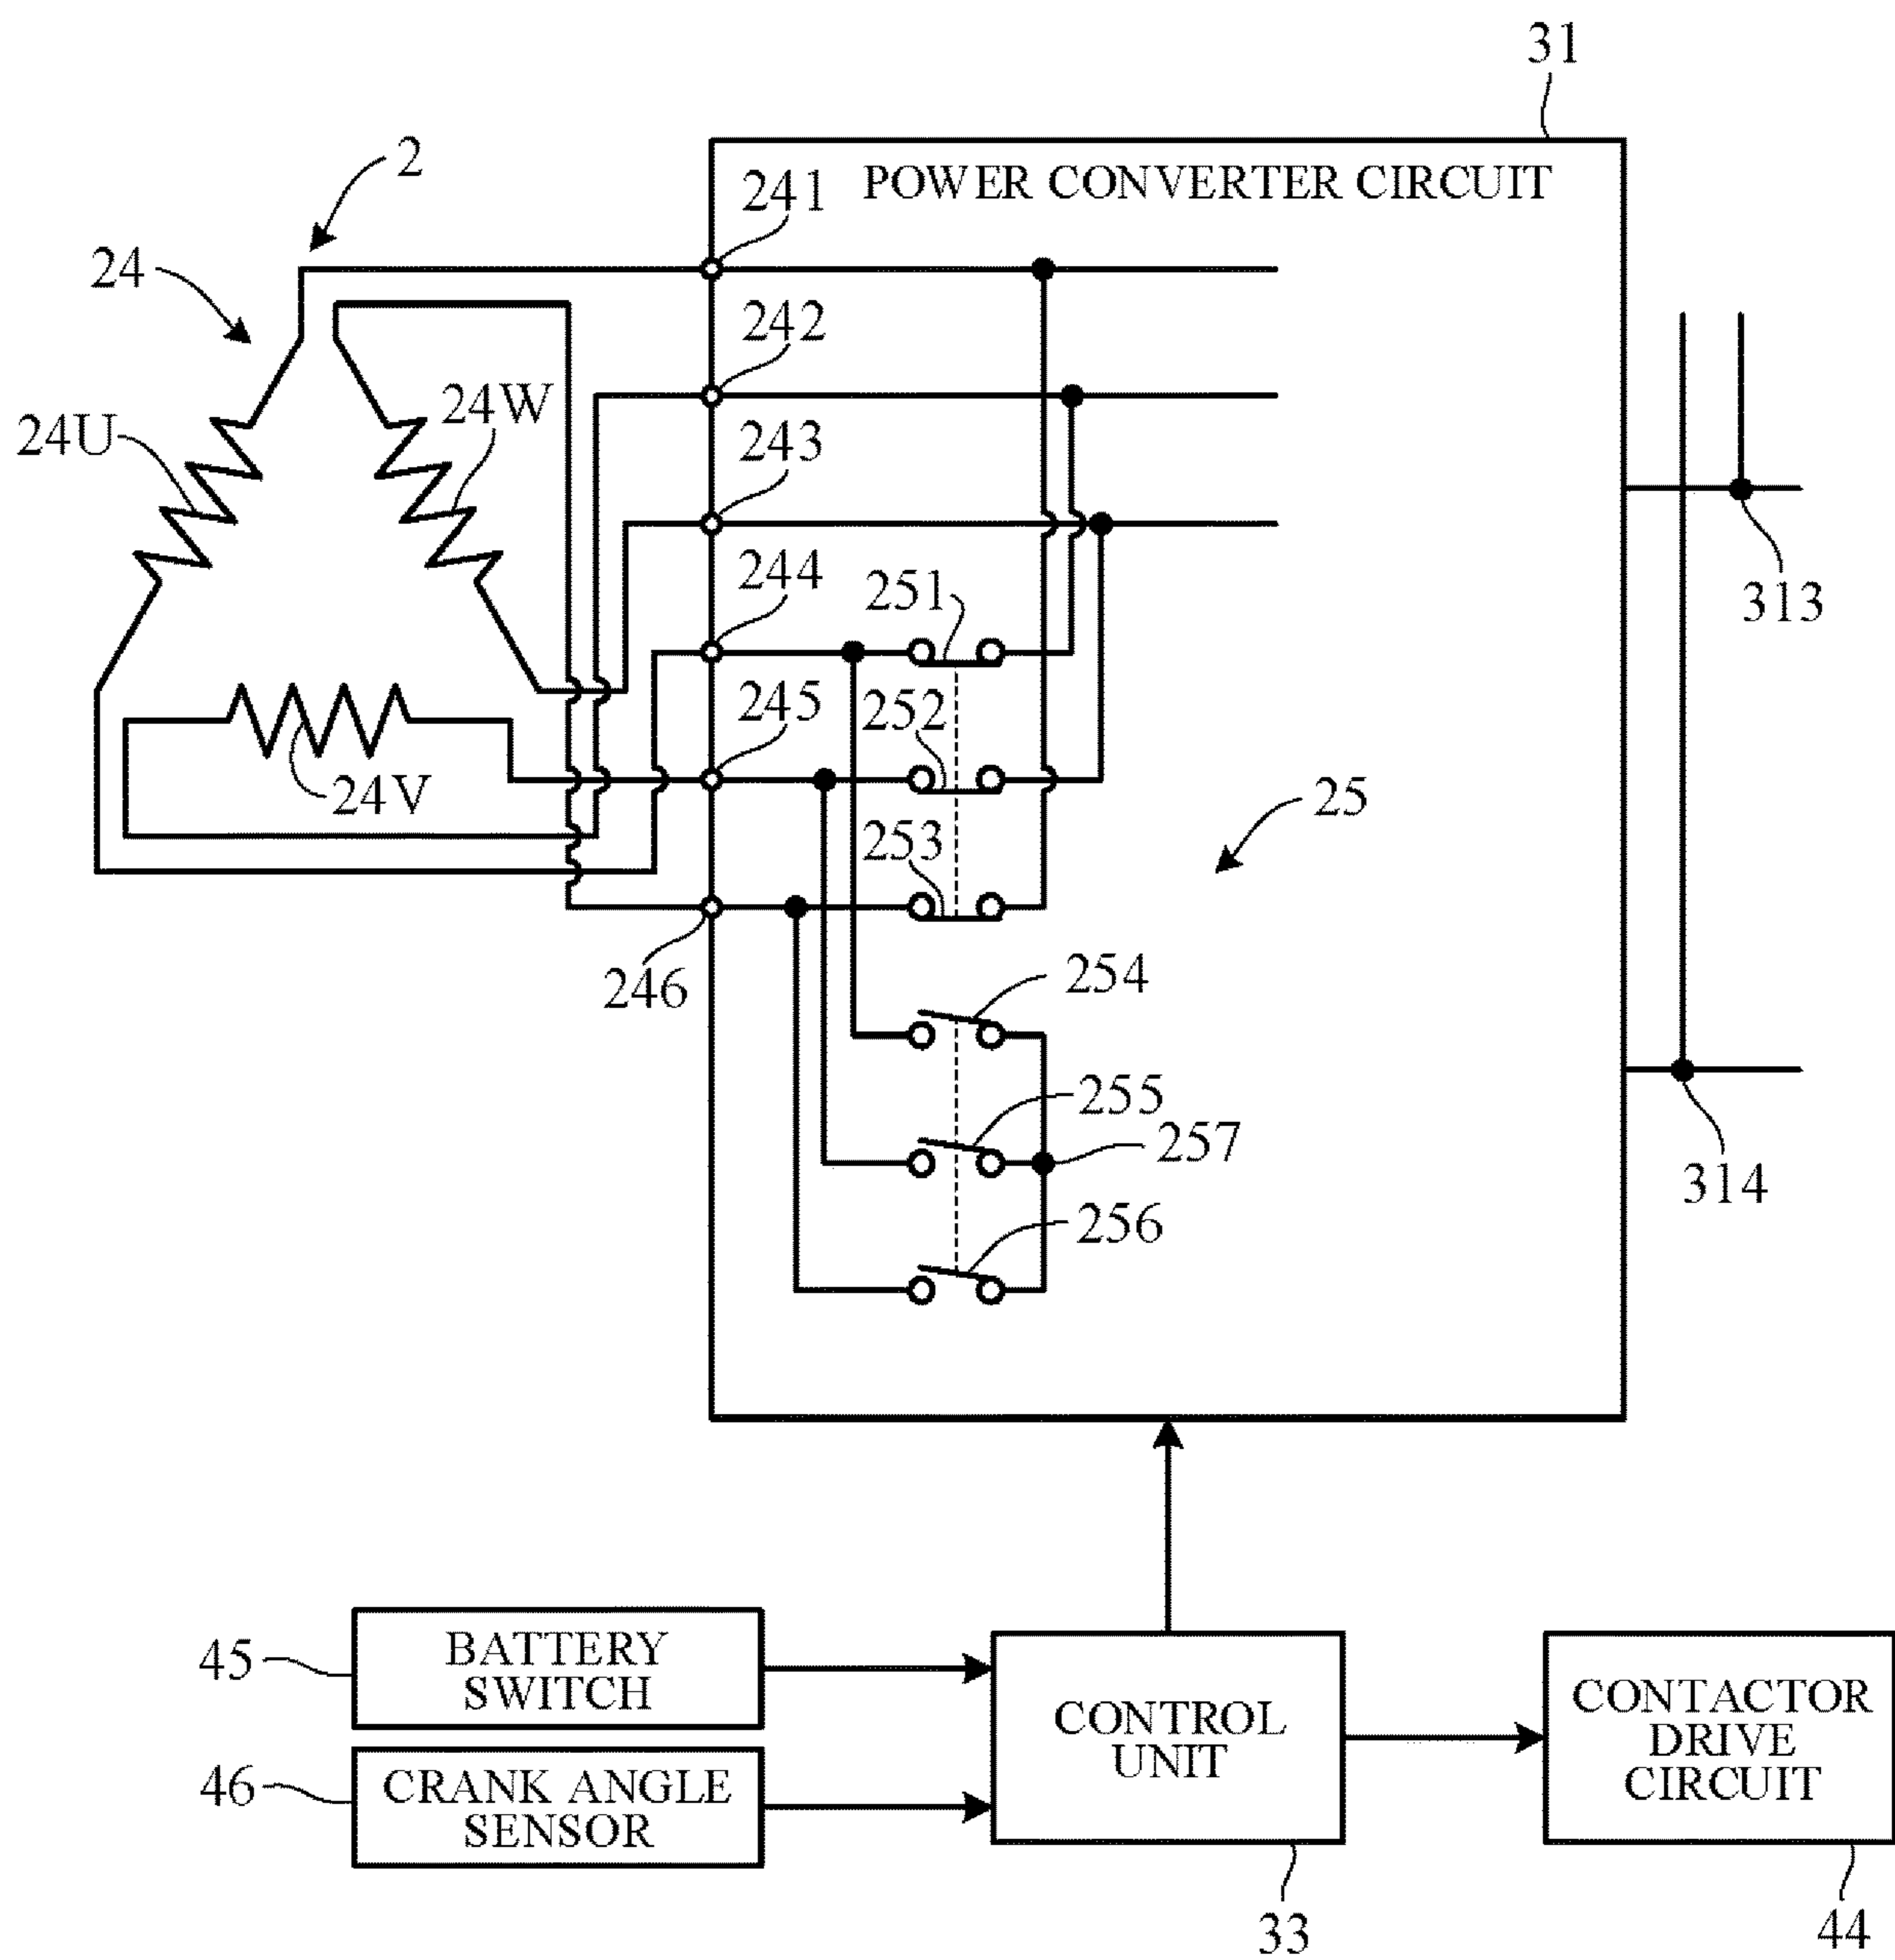 31
2
POWER CONVERTER CIRCUIT
241
24
242
24W
24U
243
244
251
313
245
252
24V
25
253
246
254
255
257
314
256
45
BATTERY
SWITCH
CONTROL
UNIT
CONTACTOR
DRIVE
CIRCUIT
46
CRANK ANGLE
SENSOR
33
44